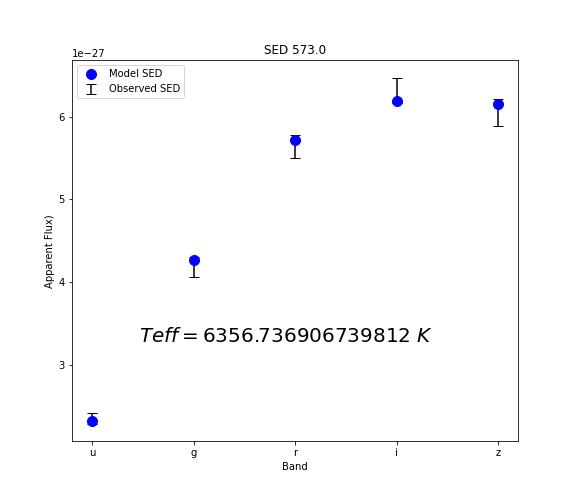 SED 573.0
1e−27
Model SED
Observed SED
6
5
4
3
Apparent Flux)
Teff = 6356.736906739812 K
u g r i z
Band